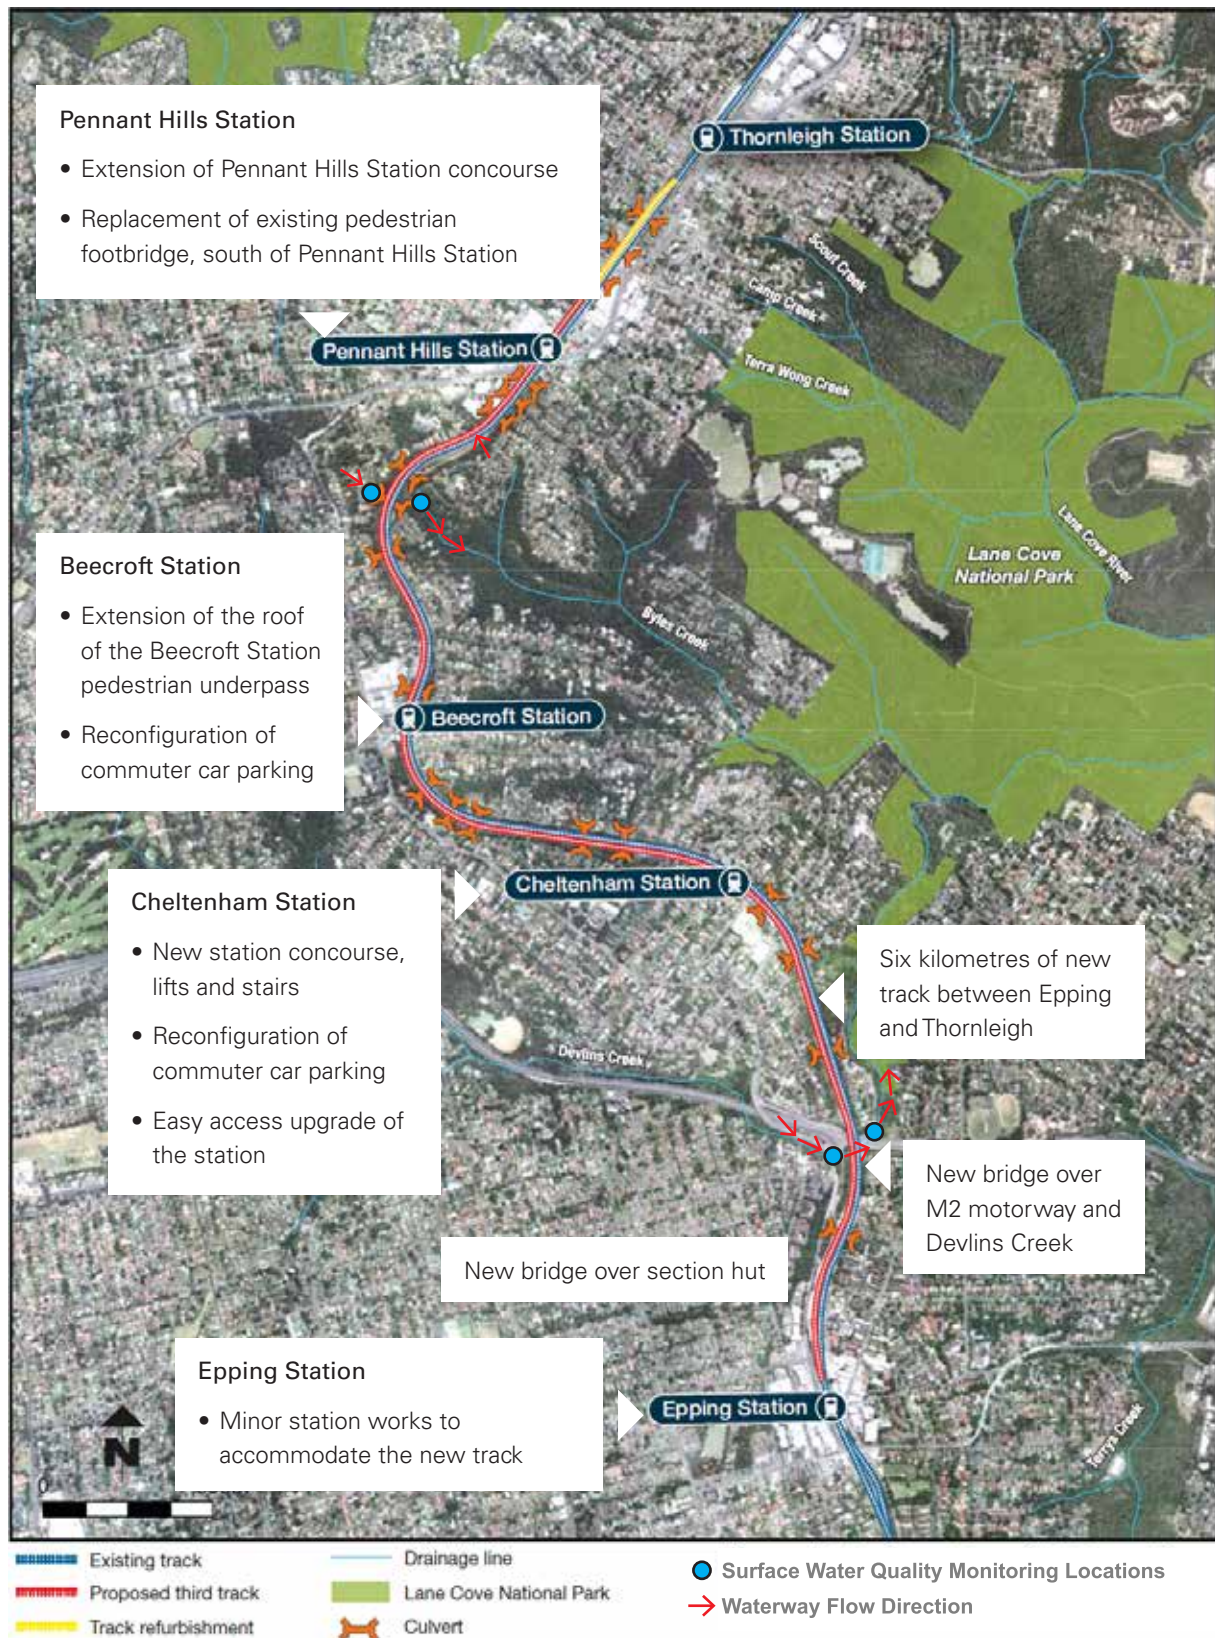 Pennant Hills Station
• Extension of Pennant Hills Station concourse
• Replacement of existing pedestrian
footbridge, south of Pennant Hills Station
Thornleigh Station
Scout Creek
Camp Creek
Pennant Hills Station
Terra Wong Creek
Lane Cove River
Lane Cove
National Park
Beecroft Station
• Extension of the roof
of the Beecroft Station
pedestrian underpass
• Reconfiguration of
commuter car parking
Byles Creek
Beecroft Station
Cheltenham Station
Cheltenham Station
• New station concourse,
lifts and stairs
• Reconfiguration of
commuter car parking
• Easy access upgrade of
the station
Six kilometres of new
track between Epping
and Thornleigh
Devlins Creek
New bridge over
M2 motorway and
Devlins Creek
New bridge over section hut
Epping Station
• Minor station works to
accommodate the new track
Epping Station
Terrys Creek
N
0
Existing track
Proposed third track
Track refurbishment
Drainage line
Lane Cove National Park
Culvert
Surface Water Quality Monitoring Locations
Waterway Flow Direction